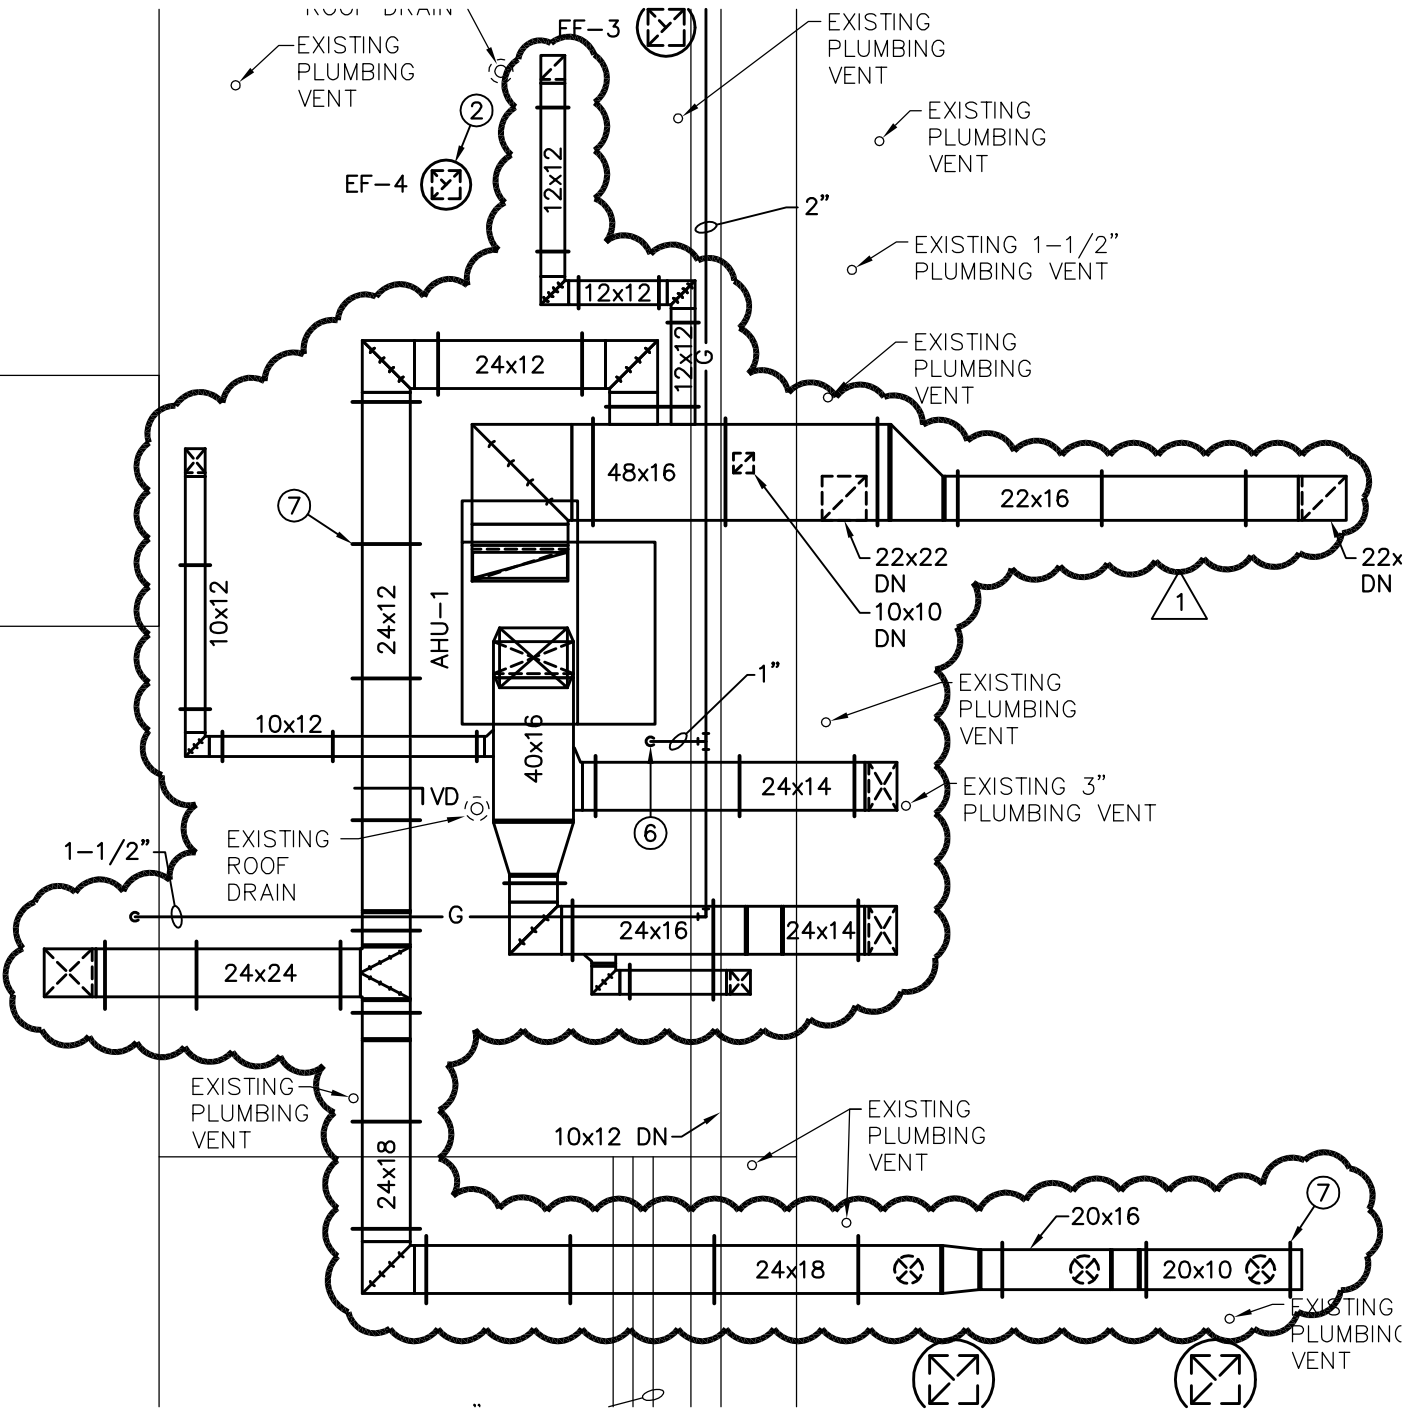 ROOF DRAIN
EF-3
EXISTING
PLUMBING
VENT
EXISTING
PLUMBING
VENT
2
EXISTING
PLUMBING
VENT
EF-4
12x12
2"
EXISTING 1-1/2"
PLUMBING VENT
12x12
12x12
G
EXISTING
PLUMBING
VENT
24x12
48x16
22x16
7
22x22
DN
22x
DN
10x10
DN
1
10x12
24x12
AHU-1
1"
EXISTING
PLUMBING
VENT
10x12
40x16
24x14
EXISTING 3"
PLUMBING VENT
VD
6
EXISTING
ROOF
DRAIN
1-1/2"
G
24x16
24x14
24x24
EXISTING
PLUMBING
VENT
10x12 DN
EXISTING
PLUMBING
VENT
24x18
7
20x16
24x18
20x10
EXISTING
PLUMBING
VENT